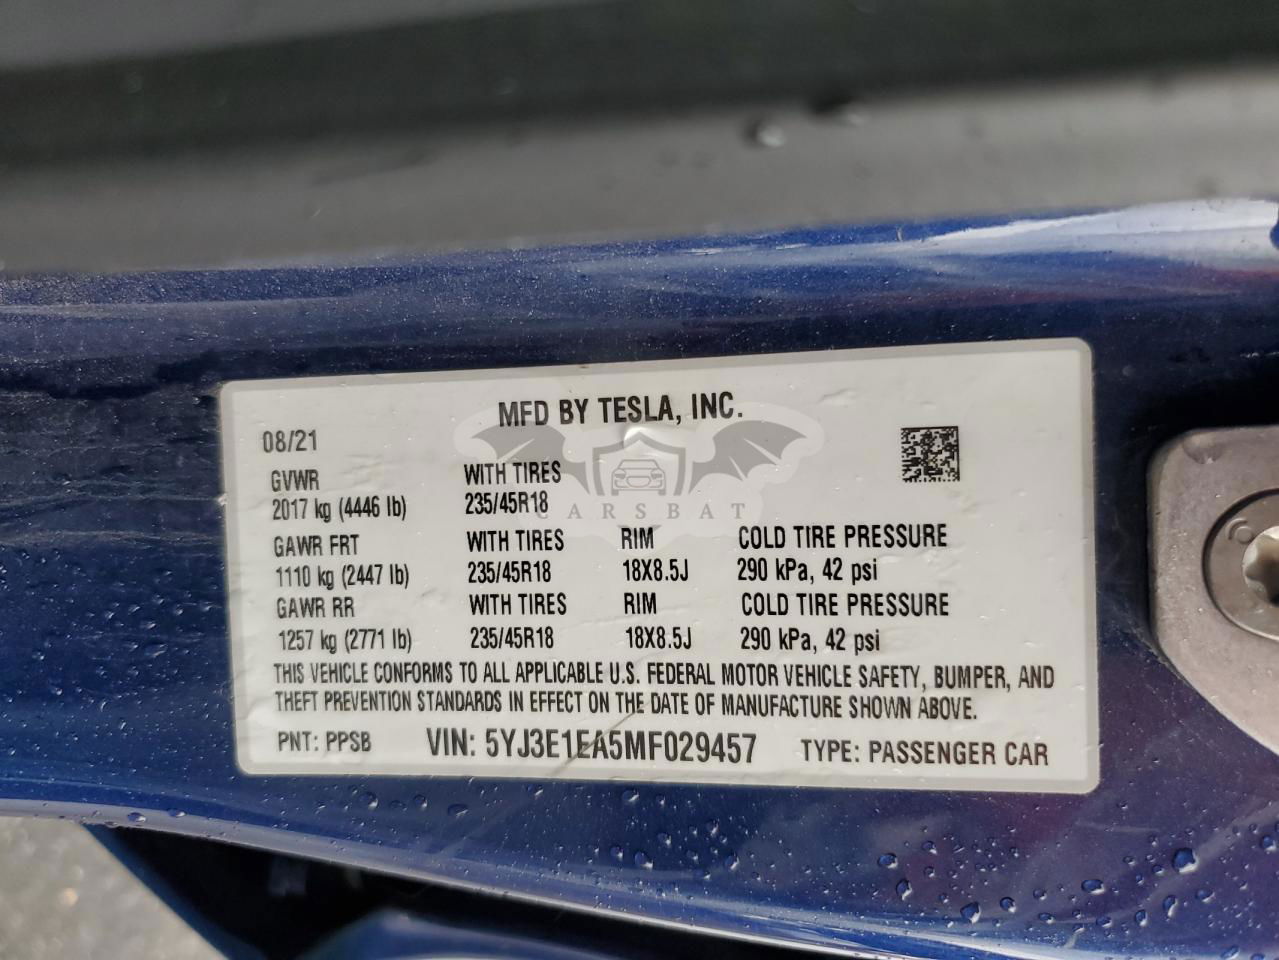 MFD BY TESLA, INC.
08/21
GVWR WITH TIRES
2017 kg (4446 lb) 235/45R18
CARSBAT
GAWR FRT WITH TIRES RIM COLD TIRE PRESSURE
1110 kg (2447 lb) 235/45R18 18X8.5J 290 kPa, 42 psi
GAWR RR WITH TIRES RIM COLD TIRE PRESSURE
1257 kg (2771 lb) 235/45R18 18X8.5J 290 kPa, 42 psi
THIS VEHICLE CONFORMS TO ALL APPLICABLE U.S. FEDERAL MOTOR VEHICLE SAFETY, BUMPER, AND
THEFT PREVENTION STANDARDS IN EFFECT ON THE DATE OF MANUFACTURE SHOWN ABOVE.
PNT: PPSB VIN: 5YJ3E1EA5MF029457 TYPE: PASSENGER CAR